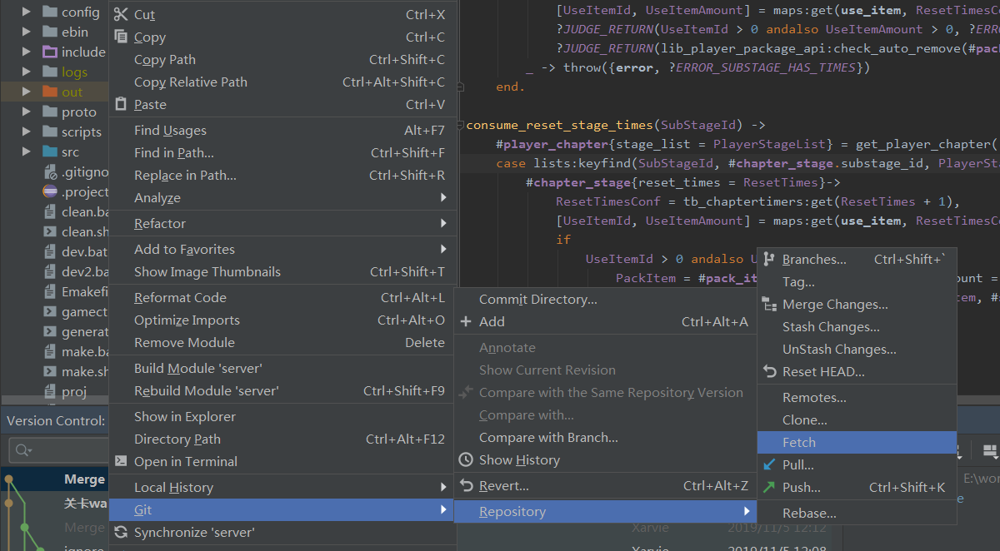 config
ebin
include
logs
out
proto
scripts
src
.gitigno
.project
clean.ba
clean.sh
dev.bat
dev2.ba
Emakefi
gamect
generat
make.ba
make.sh
proj
Version Control:
Merge
关卡wa
Merge
ignore
Cut Ctrl+X
Copy Ctrl+C
Copy Path Ctrl+Shift+C
Copy Relative Path Ctrl+Alt+Shift+C
Paste Ctrl+V
Find Usages Alt+F7
Find in Path... Ctrl+Shift+F
Replace in Path... Ctrl+Shift+R
Analyze
Refactor
Add to Favorites
Show Image Thumbnails Ctrl+Shift+T
Reformat Code Ctrl+Alt+L
Optimize Imports Ctrl+Alt+O
Remove Module Delete
Build Module 'server'
Rebuild Module 'server' Ctrl+Shift+F9
Show in Explorer
Directory Path Ctrl+Alt+F12
Open in Terminal
Local History
Git
Synchronize 'server'
[UseItemId, UseItemAmount] = maps:get(use_item, ResetTimesCo
?JUDGE_RETURN(UseItemId > 0 andalso UseItemAmount > 0, ?ERR
?JUDGE_RETURN(lib_player_package_api:check_auto_remove(#pac
_ -> throw({error, ?ERROR_SUBSTAGE_HAS_TIMES})
end.
consume_reset_stage_times(SubStageId) ->
#player_chapter{stage_list = PlayerStageList} = get_player_chapter(
case lists:keyfind(SubStageId, #chapter_stage.substage_id, PlayerSta
#chapter_stage{reset_times = ResetTimes}->
ResetTimesConf = tb_chaptertimers:get(ResetTimes + 1),
[UseItemId, UseItemAmount] = maps:get(use_item, ResetTimesCo
if
UseItemId > 0 andalso U
PackItem = #pack_it
ount =
tem, #s
Commit Directory...
Add Ctrl+Alt+A
Annotate
Show Current Revision
Compare with the Same Repository Version
Compare with...
Compare with Branch...
Show History
Revert... Ctrl+Alt+Z
Repository
Branches... Ctrl+Shift+`
Tag...
Merge Changes...
Stash Changes...
UnStash Changes...
Reset HEAD...
Remotes...
Clone...
Fetch
Pull...
Push... Ctrl+Shift+K
Rebase...
E:\wor
e
Xarvie 2019/11/5 12:12
Xarvie 2019/11/5 12:08